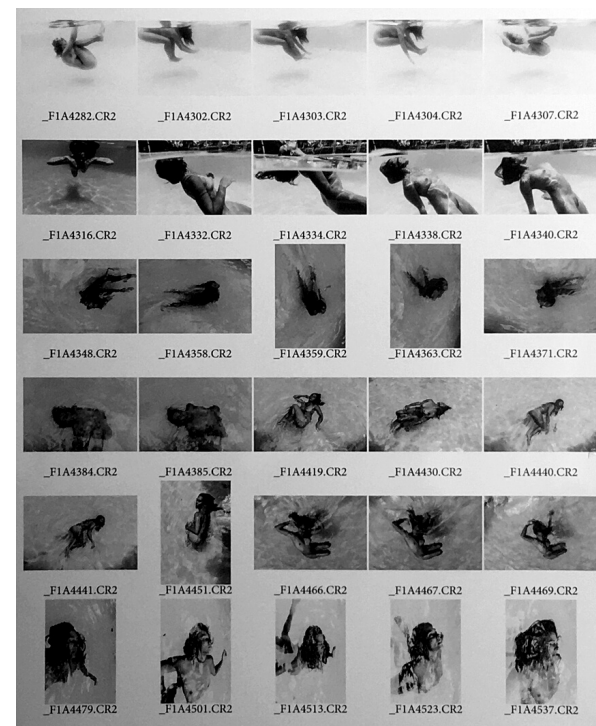 _F1A4282.CR2 _F1A4302.CR2 _F1A4303.CR2 _F1A4304.CR2 _F1A4307.CR2
_F1A4316.CR2 _F1A4332.CR2 _F1A4334.CR2 _F1A4338.CR2 _F1A4340.CR2
_F1A4348.CR2 _F1A4358.CR2 _F1A4359.CR2 _F1A4363.CR2 _F1A4371.CR2
_F1A4384.CR2 _F1A4385.CR2 _F1A4419.CR2 _F1A4430.CR2 _F1A4440.CR2
_F1A4441.CR2 _F1A4451.CR2 _F1A4466.CR2 _F1A4467.CR2 _F1A4469.CR2
_F1A4479.CR2 _F1A4501.CR2 _F1A4513.CR2 _F1A4523.CR2 _F1A4537.CR2